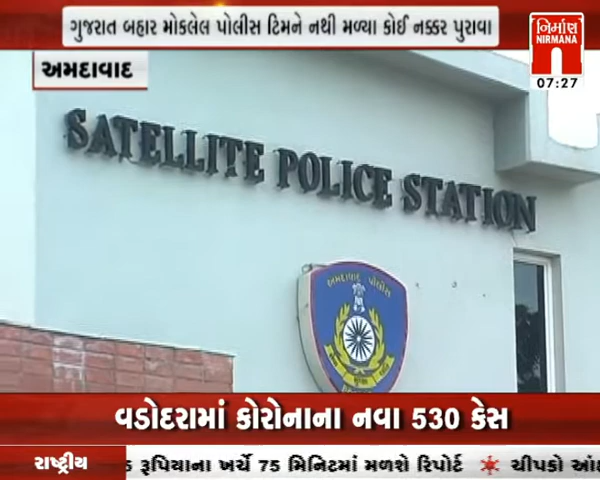 ગુજરાત બહાર મોકલેલ પોલીસ ટિમને નથી મળ્યા કોઈ નક્કર પુરાવા
નિર્માણ
NIRMANA
07:27
અમદાવાદ
SATELLITE POLICE STATION
અમદાવાદ પોલીસ
વડોદરામાં કોરોનાના નવા 530 કેસ
રાષ્ટ્રીય
રૂપિયાના ખર્ચે 75 મિનિટમાં મળશે રિપોર્ટ ચીપકો